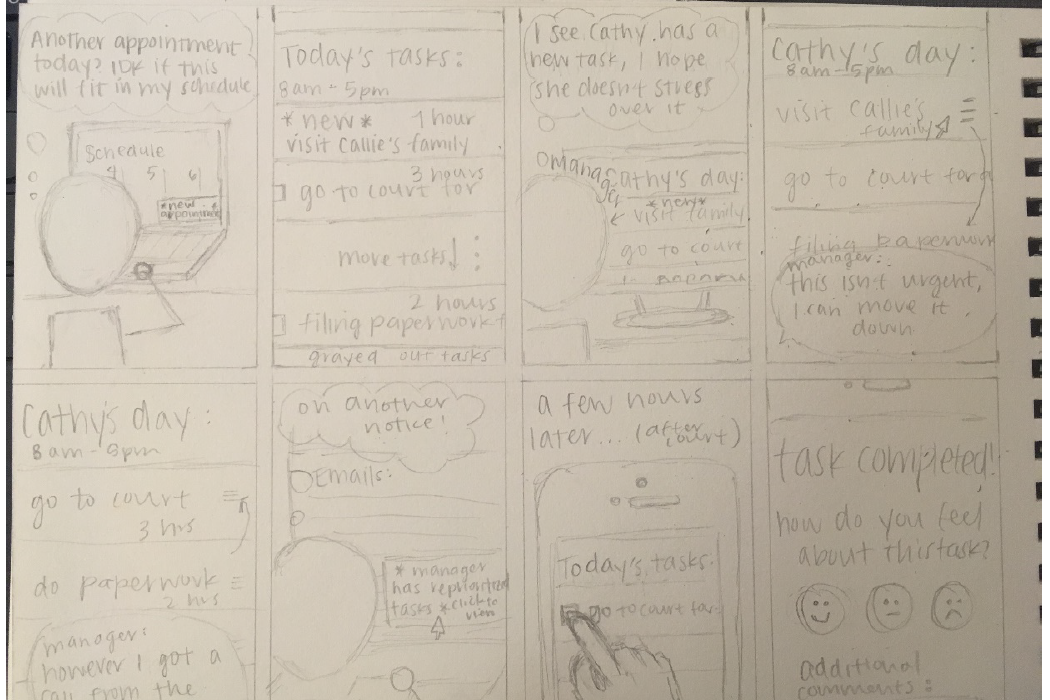 Another appointment
today? IDK if this
will fit in my schedule
Schedule
4 5 6
*new
appointment
Today's tasks:
8am-5pm
*new* 1 hour
visit Callie's family
3 hours
go to court for
move tasks
2 hours
filing paperwork
grayed out tasks
I see Cathy has a
new task, I hope
she doesn't stress
over it
Cathy's day:
*new*
visit family
go to court
Cathy's day:
8am-5pm
visit Callie's
family
go to court for
filing paperwork
manager:
this isn't urgent,
I can move it
down
Cathy's day:
8am-5pm
go to court
3 hrs
do paperwork
2 hrs
manager:
however I got a
call from the
oh another
notice!
Emails:
* manager
has reprioritized
tasks *click to
view
a few hours
later... (after
court)
Today's tasks:
go to court for
task completed!
how do you feel
about this task?
additional
comments: